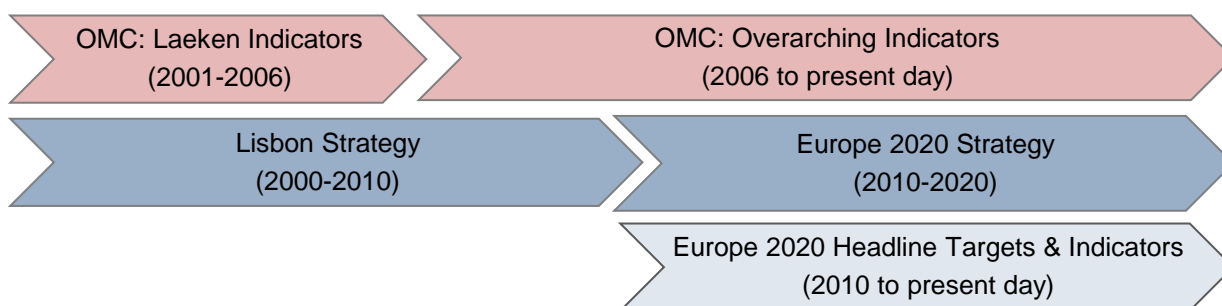 OMC: Laeken Indicators
(2001-2006)
OMC: Overarching Indicators
(2006 to present day)
Lisbon Strategy
(2000-2010)
Europe 2020 Strategy
(2010-2020)
Europe 2020 Headline Targets & Indicators
(2010 to present day)